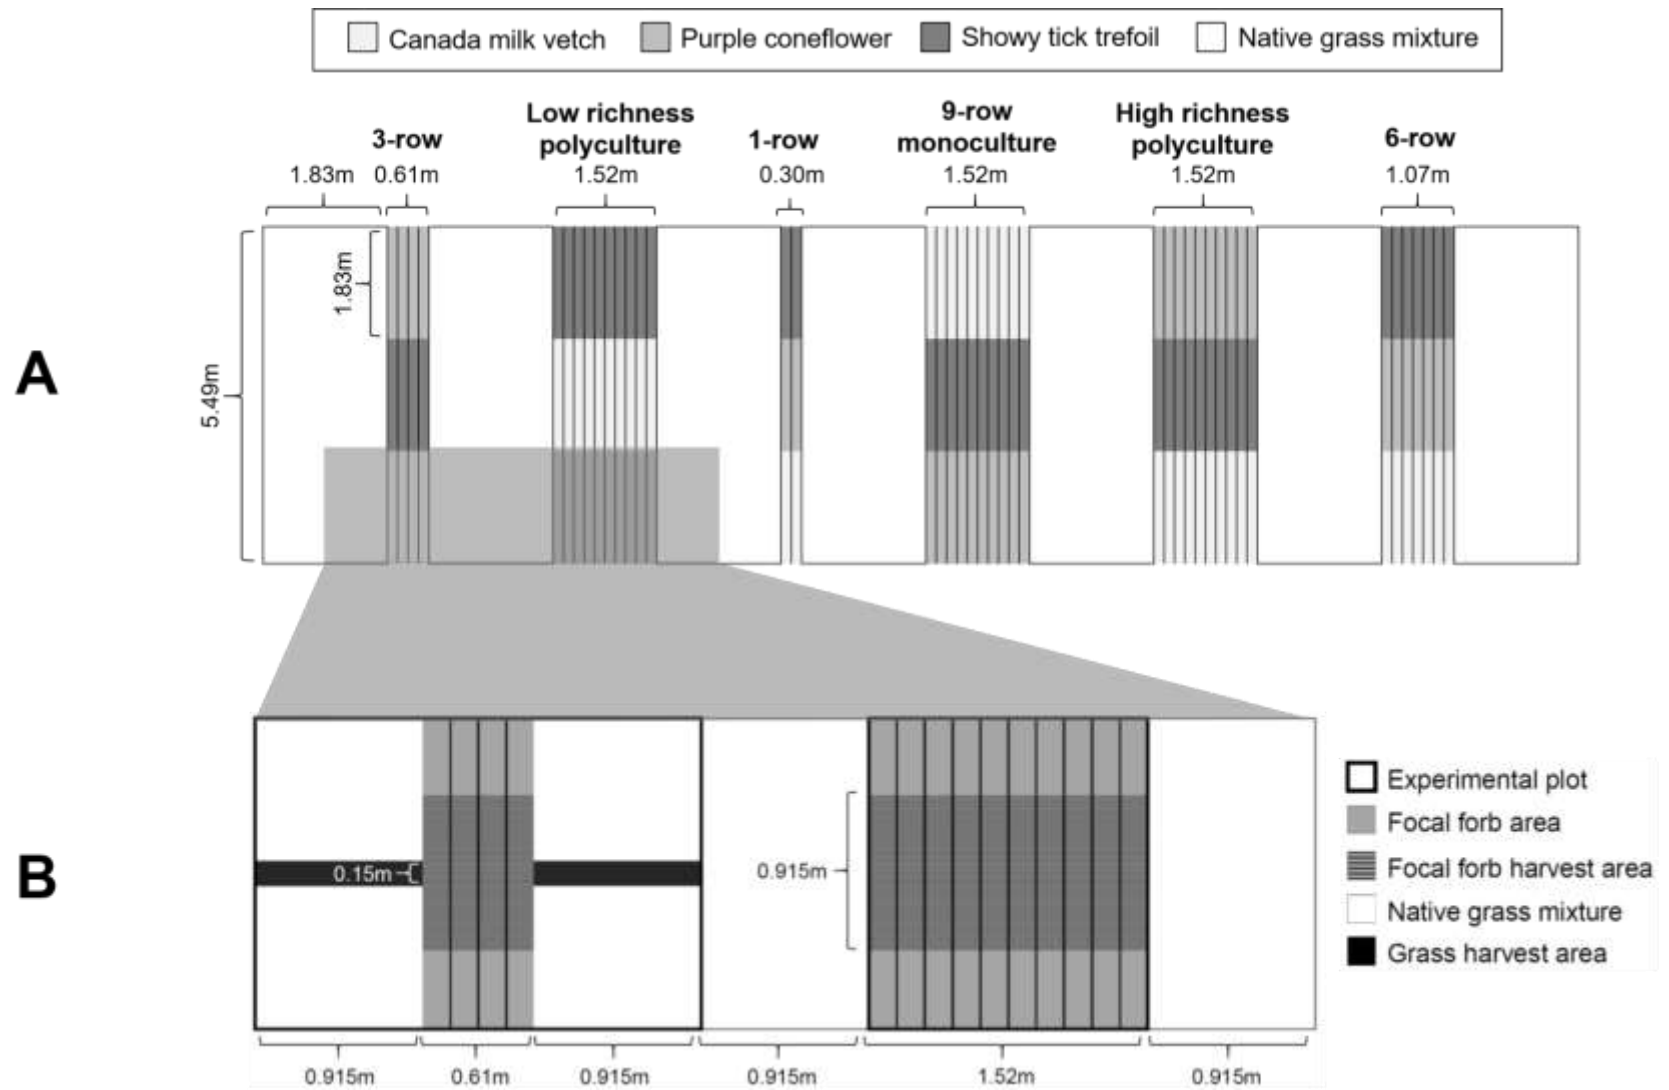 Canada milk vetch
Purple coneflower
Showy tick trefoil
Native grass mixture
3-row
Low richness
polyculture
1-row
9-row
monoculture
High richness
polyculture
6-row
1.83m
0.61m
1.52m
0.30m
1.52m
1.52m
1.07m
1.83m
5.49m
A
B
0.15m
0.915m
Experimental plot
Focal forb area
Focal forb harvest area
Native grass mixture
Grass harvest area
0.915m
0.61m
0.915m
0.915m
1.52m
0.915m